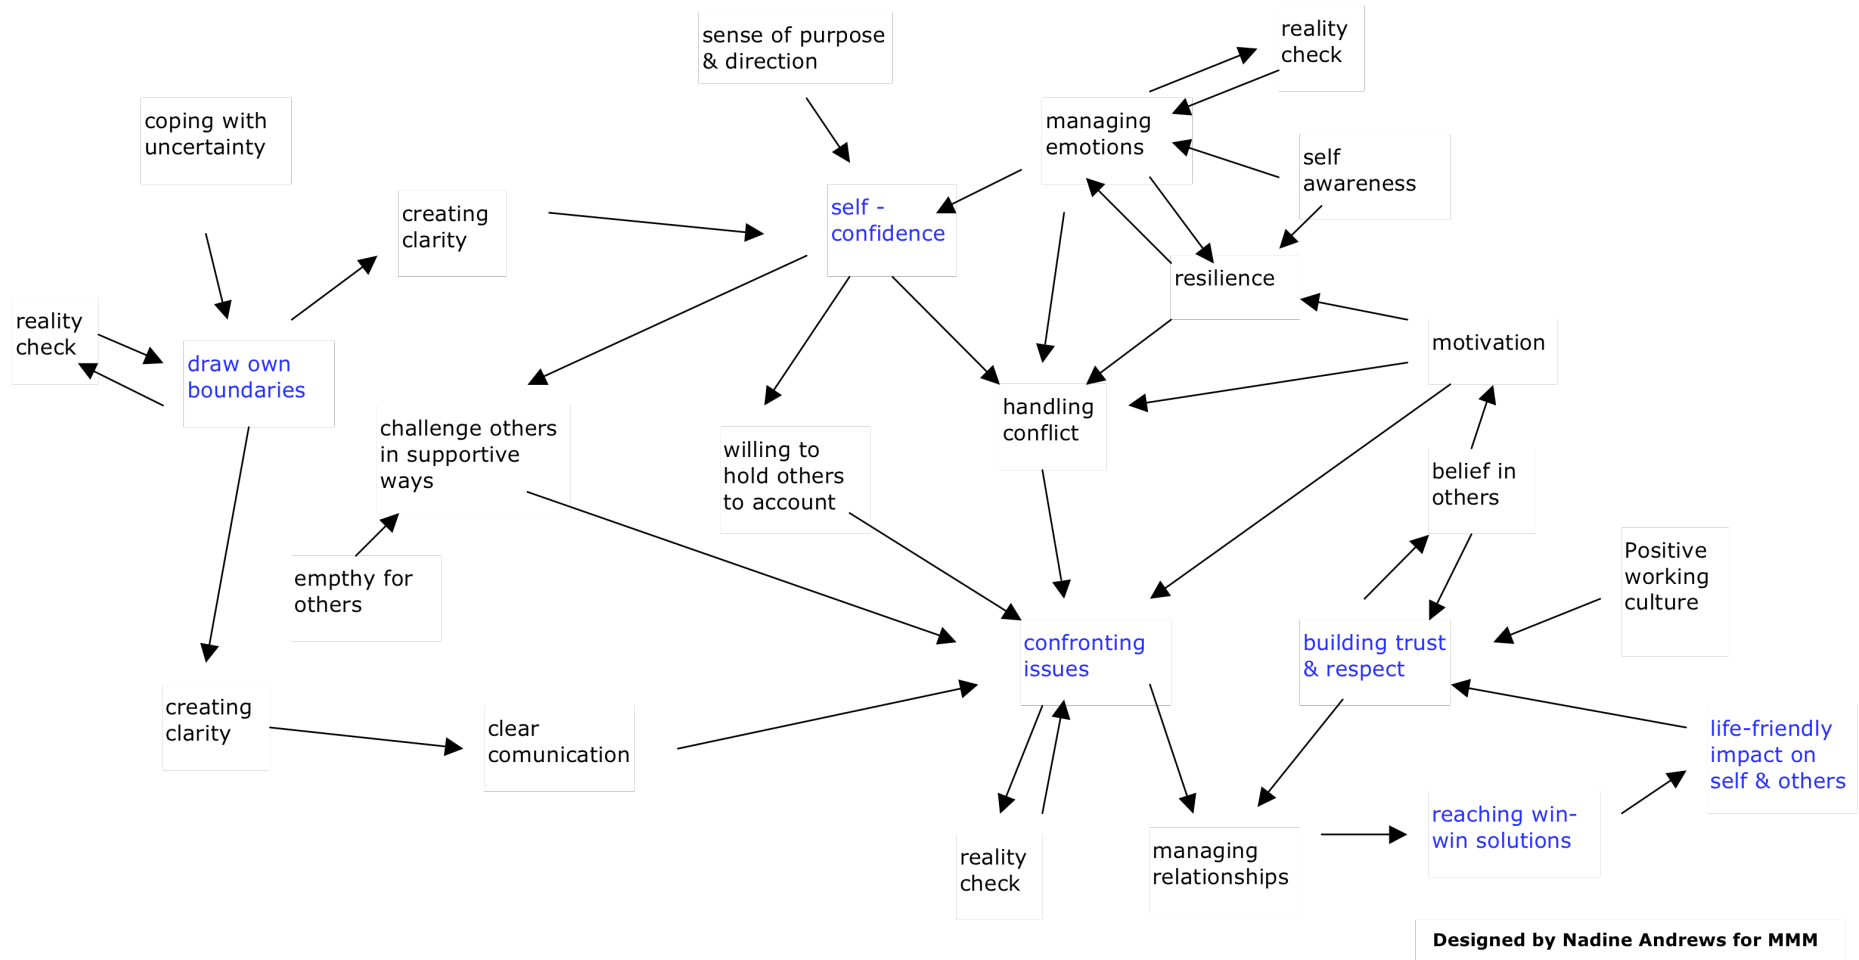 sense of purpose
& direction
reality
check
coping with
uncertainty
managing
emotions
self
awareness
creating
clarity
self -
confidence
resilience
reality
check
draw own
boundaries
motivation
challenge others
in supportive
ways
willing to
hold others
to account
handling
conflict
belief in
others
empthy for
others
Positive
working
culture
confronting
issues
building trust
& respect
creating
clarity
clear
comunication
life-friendly
impact on
self & others
reality
check
managing
relationships
reaching win-
win solutions
Designed by Nadine Andrews for MMM